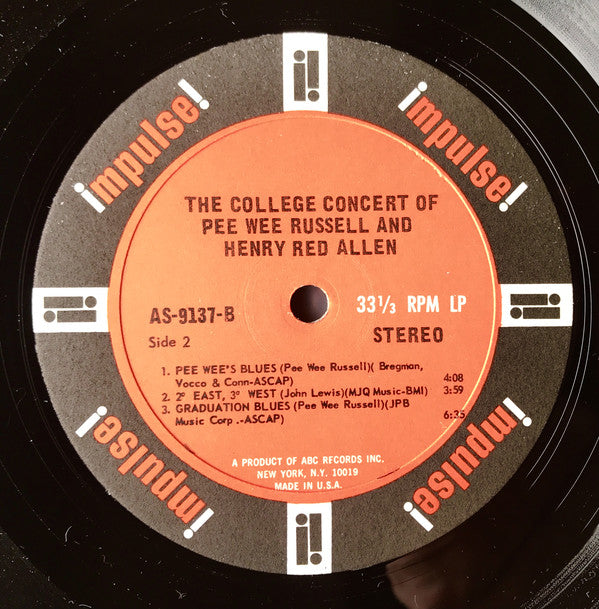 impulse!
impulse!
THE COLLEGE CONCERT OF
PEE WEE RUSSELL AND
HENRY RED ALLEN
AS-9137-B
33⅓ RPM LP
Side 2
STEREO
1. PEE WEE'S BLUES (Pee Wee Russell)( Bregman,
Vocco & Conn-ASCAP) 4:08
2. 2º EAST, 3º WEST (John Lewis)(MJQ Music-BMI) 3:59
3. GRADUATION BLUES (Pee Wee Russell)(JPB
Music Corp .-ASCAP) 6:35
A PRODUCT OF ABC RECORDS INC.
NEW YORK, N.Y. 10019
MADE IN U.S.A.
impulse!
impulse!